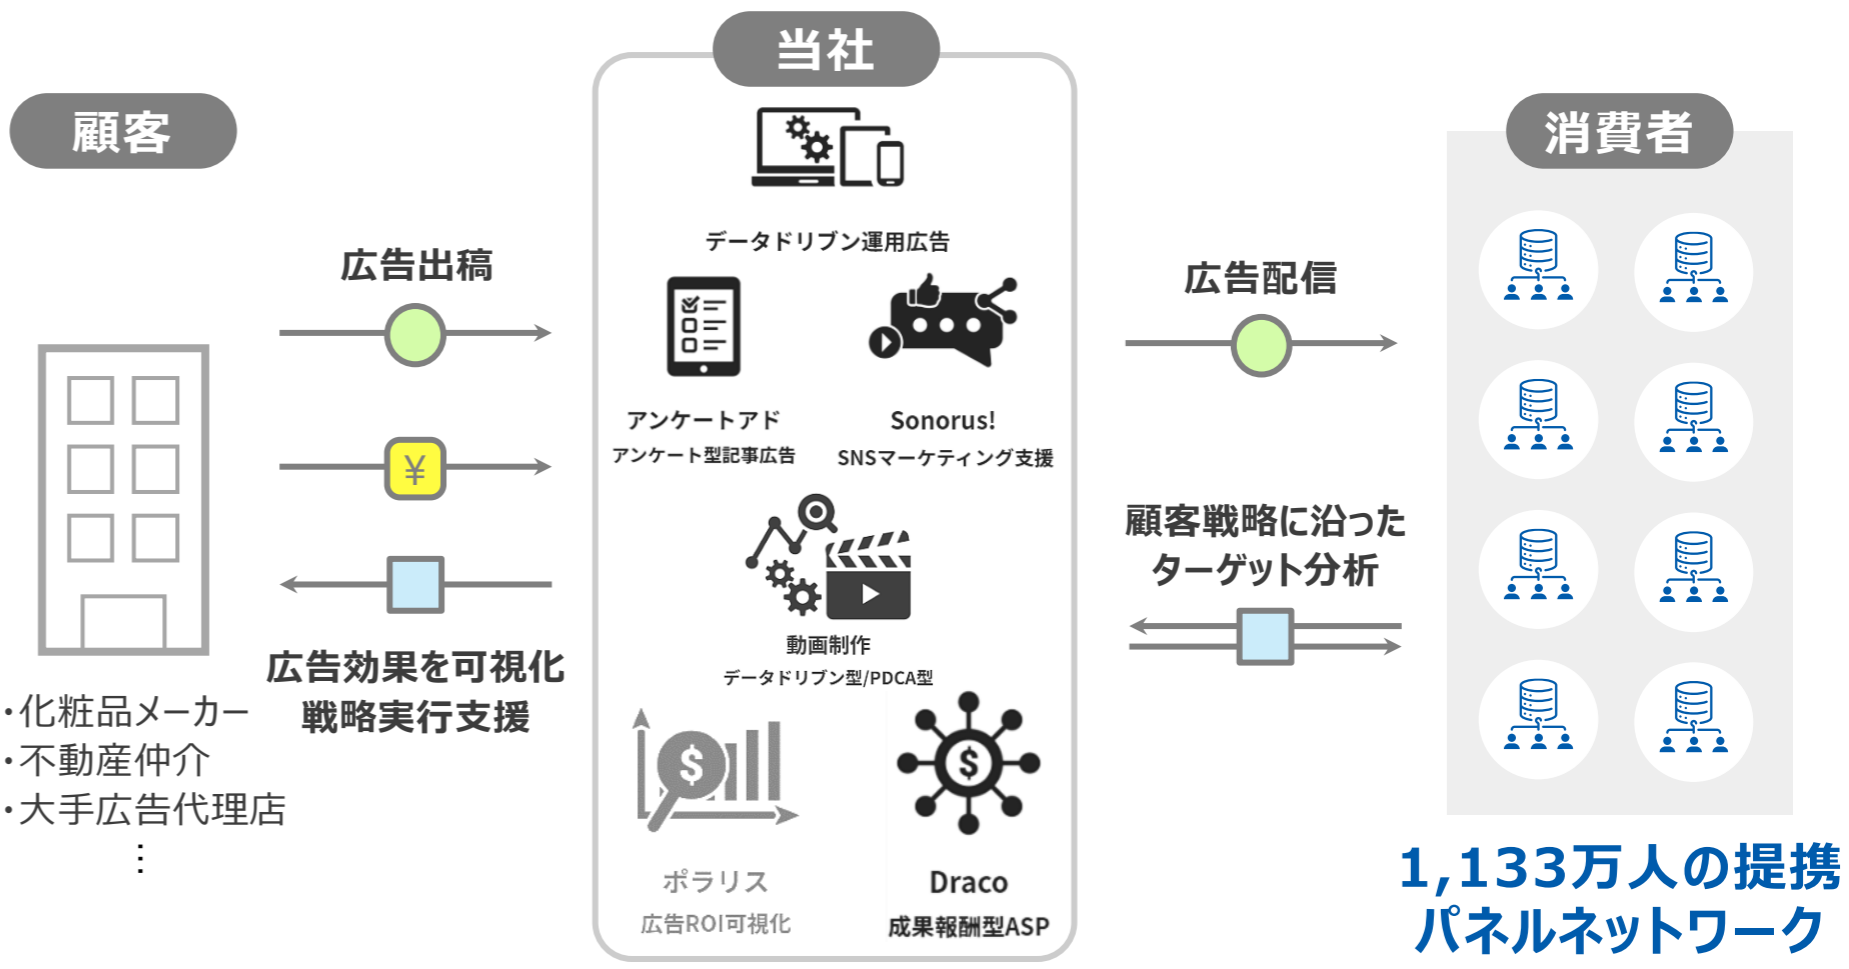 当社
顧客
消費者
データドリブン運用広告
広告出稿
広告配信
アンケートアド
アンケート型記事広告
Sonorus!
SNSマーケティング支援
¥
顧客戦略に沿った
ターゲット分析
動画制作
データドリブン型/PDCA型
広告効果を可視化
戦略実行支援
・化粧品メーカー
・不動産仲介
・大手広告代理店
…
$
$
ポラリス
広告ROI可視化
Draco
成果報酬型ASP
1,133万人の提携
パネルネットワーク